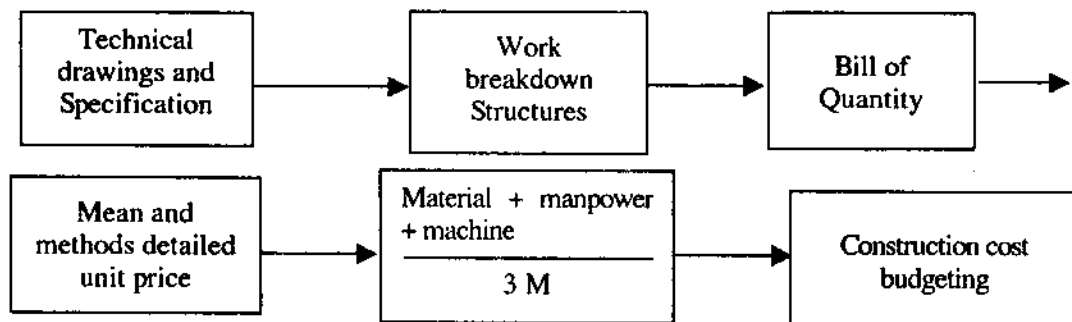 Technical
drawings and
Specification
Work
breakdown
Structures
Bill of
Quantity
Mean and
methods detailed
unit price
Material + manpower
+ machine
3 M
Construction cost
budgeting